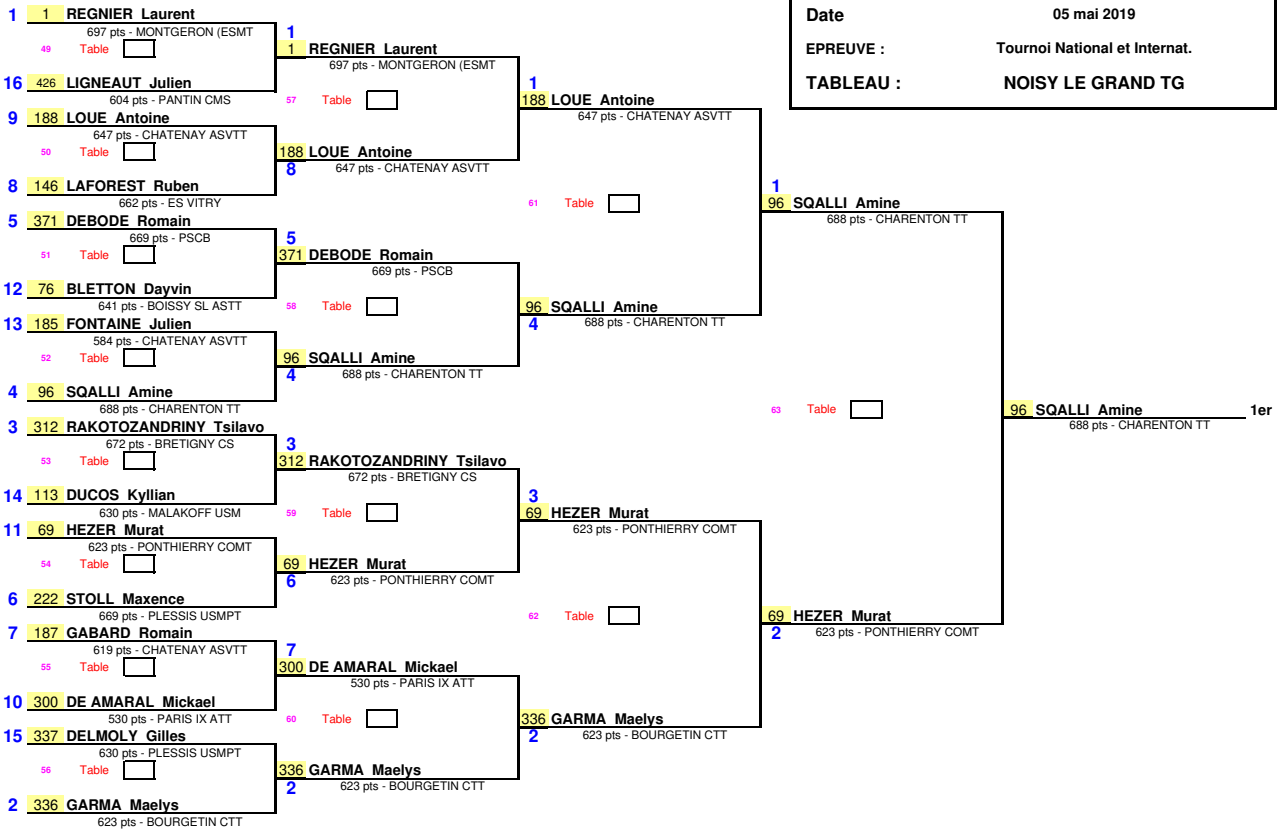 Date 05 mai 2019
EPREUVE : Tournoi National et Internat.
TABLEAU : NOISY LE GRAND TG
1 1 REGNIER Laurent
697 pts - MONTGERON (ESMT
49 Table
16 426 LIGNEAUT Julien
604 pts - PANTIN CMS
9 188 LOUE Antoine
647 pts - CHATENAY ASVTT
50 Table
8 146 LAFOREST Ruben
662 pts - ES VITRY
5 371 DEBODE Romain
669 pts - PSCB
51 Table
12 76 BLETTON Dayvin
641 pts - BOISSY SL ASTT
13 185 FONTAINE Julien
584 pts - CHATENAY ASVTT
52 Table
4 96 SQALLI Amine
688 pts - CHARENTON TT
3 312 RAKOTOZANDRINY Tsilavo
672 pts - BRETIGNY CS
53 Table
14 113 DUCOS Kyllian
630 pts - MALAKOFF USM
11 69 HEZER Murat
623 pts - PONTHIERRY COMT
54 Table
6 222 STOLL Maxence
669 pts - PLESSIS USMPT
7 187 GABARD Romain
619 pts - CHATENAY ASVTT
55 Table
10 300 DE AMARAL Mickael
530 pts - PARIS IX ATT
15 337 DELMOLY Gilles
630 pts - PLESSIS USMPT
56 Table
2 336 GARMA Maelys
623 pts - BOURGETIN CTT
1
1 REGNIER Laurent
697 pts - MONTGERON (ESMT
57 Table
188 LOUE Antoine
8 647 pts - CHATENAY ASVTT
5
371 DEBODE Romain
669 pts - PSCB
58 Table
96 SQALLI Amine
4 688 pts - CHARENTON TT
3
312 RAKOTOZANDRINY Tsilavo
672 pts - BRETIGNY CS
59 Table
69 HEZER Murat
6 623 pts - PONTHIERRY COMT
7
300 DE AMARAL Mickael
530 pts - PARIS IX ATT
60 Table
336 GARMA Maelys
2 623 pts - BOURGETIN CTT
1
188 LOUE Antoine
647 pts - CHATENAY ASVTT
61 Table
96 SQALLI Amine
4 688 pts - CHARENTON TT
3
69 HEZER Murat
623 pts - PONTHIERRY COMT
62 Table
336 GARMA Maelys
2 623 pts - BOURGETIN CTT
1
96 SQALLI Amine
688 pts - CHARENTON TT
63 Table
69 HEZER Murat
2 623 pts - PONTHIERRY COMT
96 SQALLI Amine 1er
688 pts - CHARENTON TT